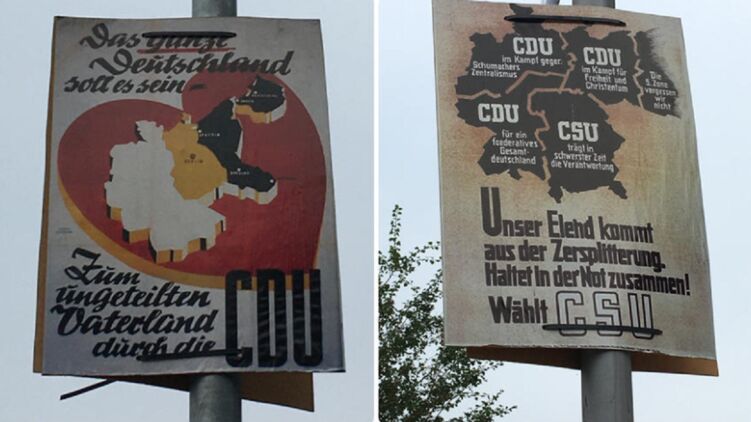 Das ganze
Deutschland
soll es sein -
Zum
ungeteilten
Vaterland
durch die CDU
CDU
im Kampf gegen
Schumachers
Zentralismus
CDU
im Kampf für
Freiheit und
Christentum
Die
5. Zone
vergessen
wir
nicht
CDU
für ein
foederatives
Gesamt-
deutschland
CSU
trägt in
schwerster Zeit
die Verantwortung
Unser Elend kommt
aus der Zersplitterung.
Haltet in der Not zusammen!
Wählt CSU